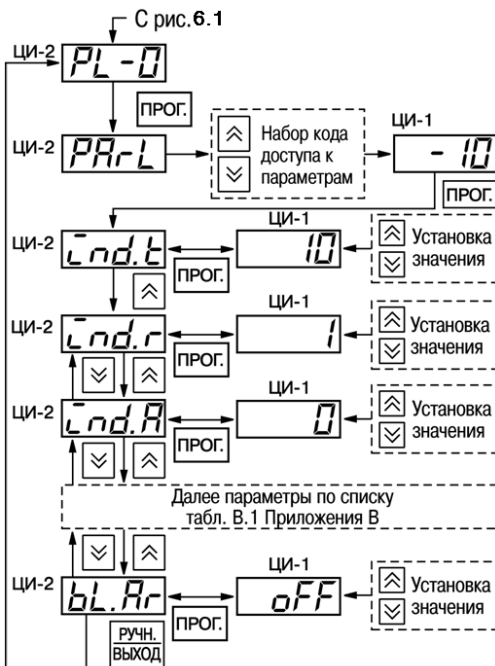 С рис.6.1
ЦИ-2 PL-0
ПРОГ.
ЦИ-2 PArL
Набор кода
доступа к
параметрам
ЦИ-1
-10
ПРОГ.
ЦИ-2 ind.t
ПРОГ.
ЦИ-1
10
Установка
значения
ЦИ-2 ind.r
ПРОГ.
ЦИ-1
1
Установка
значения
ЦИ-2 ind.A
ПРОГ.
ЦИ-1
0
Установка
значения
Далее параметры по списку
табл. В.1 Приложения В
ЦИ-2 bL.Ar
ПРОГ.
ЦИ-1
oFF
Установка
значения
РУЧН.
ВЫХОД